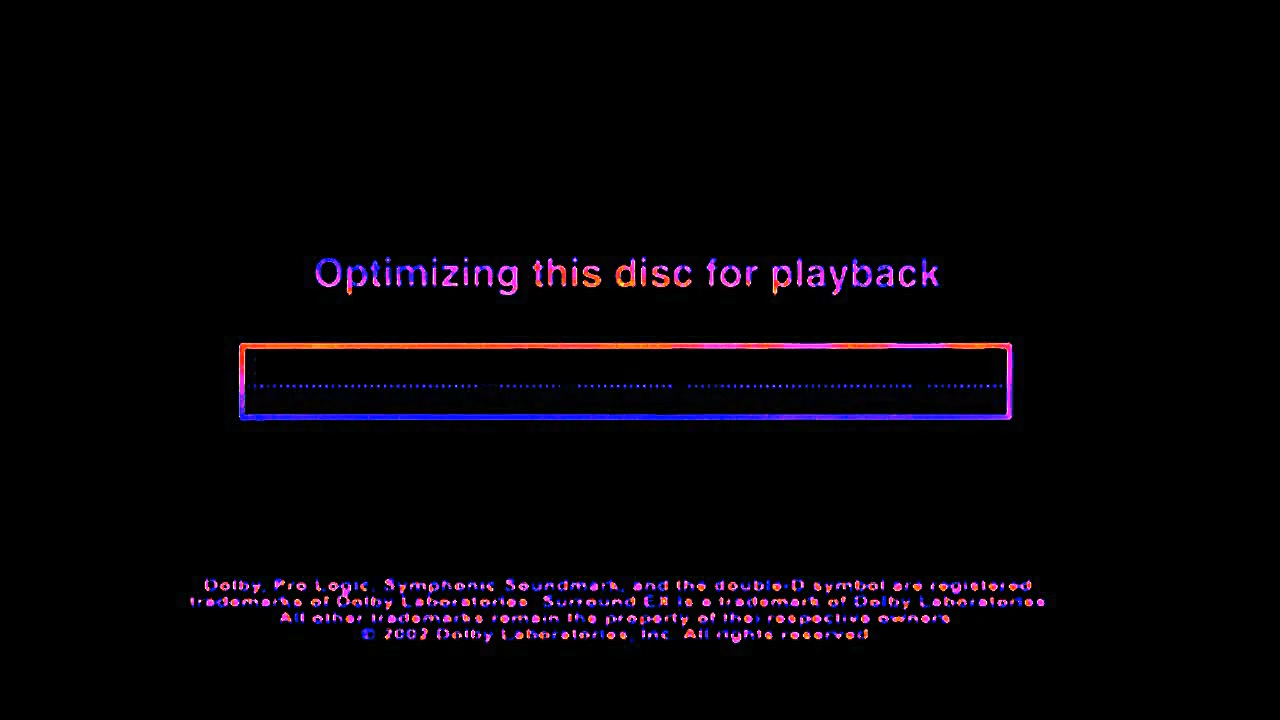 Optimizing this disc for playback
Dolby, Pro Logic, Symphonic Soundmark, and the double-D symbol are registered
trademarks of Dolby Laboratories. Surround EX is a trademark of Dolby Laboratories.
All other trademarks remain the property of their respective owners.
© 2002 Dolby Laboratories, Inc. All rights reserved.